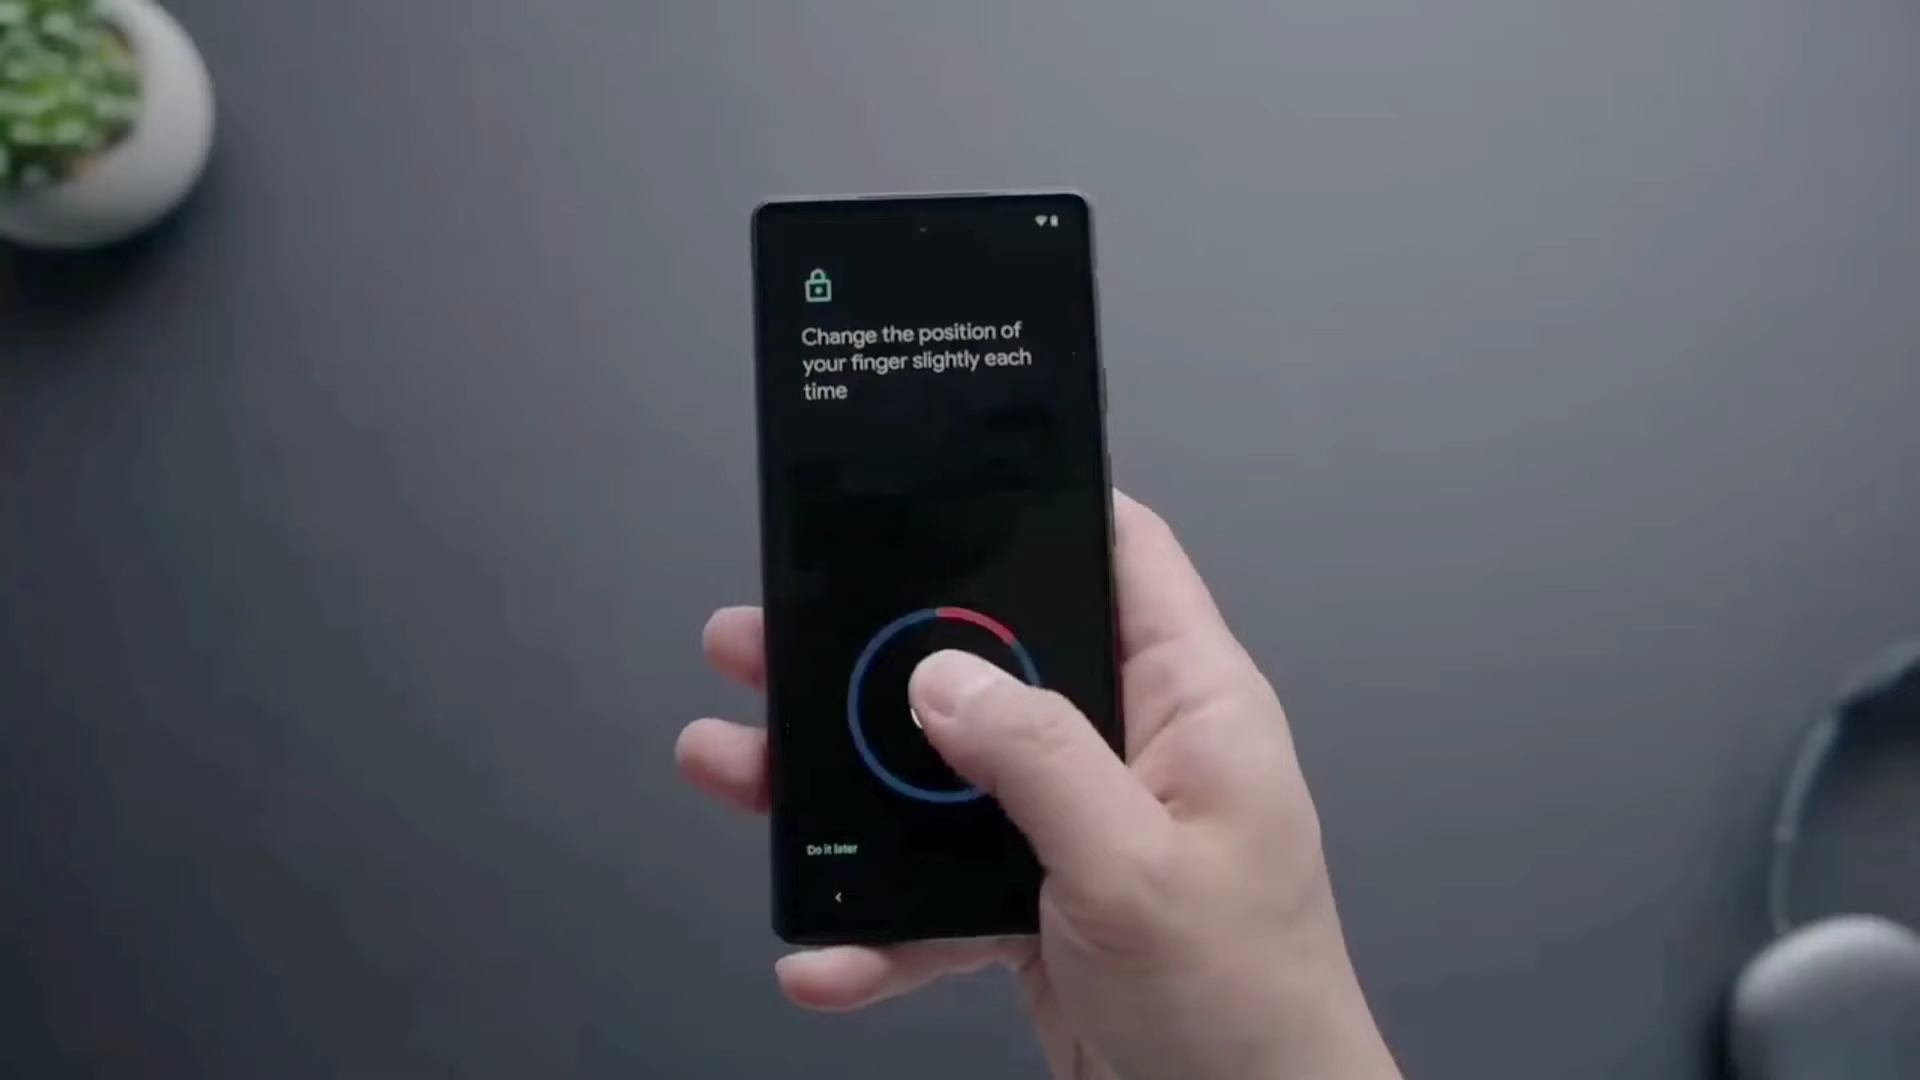 Change the position of
your finger slightly each
time
Do it later